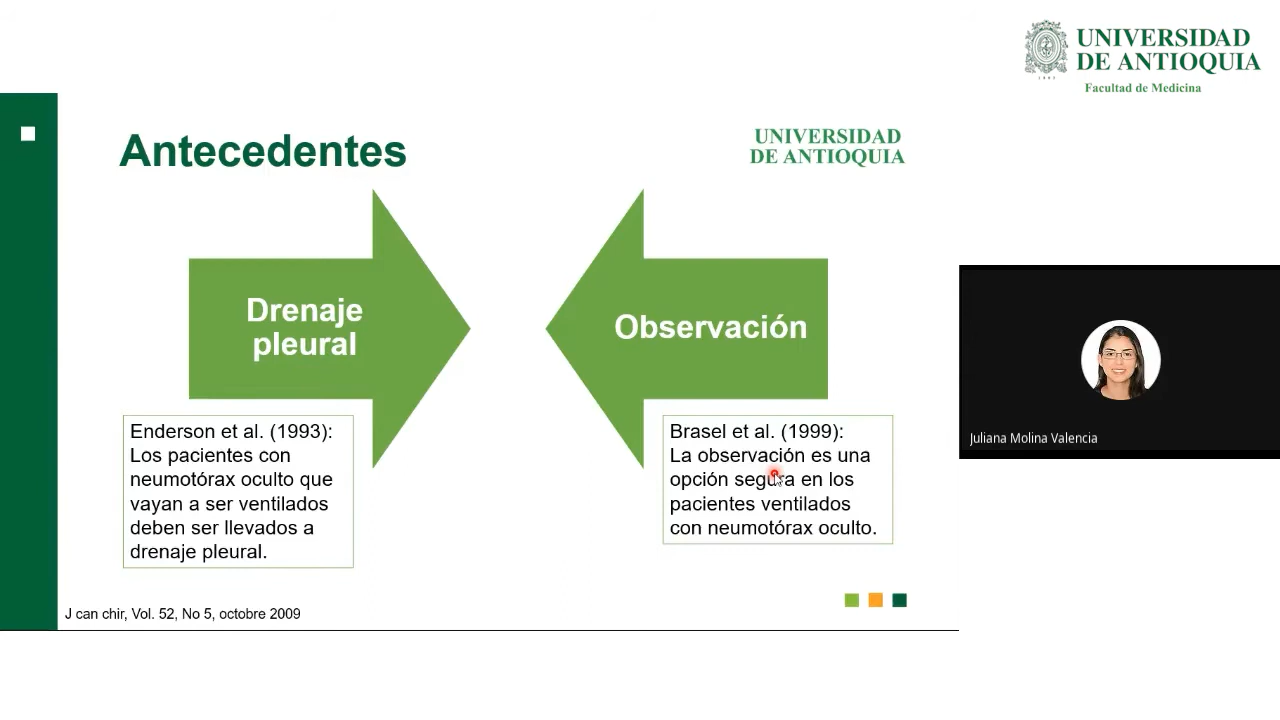 UNIVERSIDAD
DE ANTIOQUIA
1803
Facultad de Medicina
Antecedentes
UNIVERSIDAD
DE ANTIOQUIA
Drenaje
pleural
Observación
Enderson et al. (1993):
Los pacientes con
neumotórax oculto que
vayan a ser ventilados
deben ser llevados a
drenaje pleural.
Brasel et al. (1999):
La observación es una
opción segura en los
pacientes ventilados
con neumotórax oculto.
J can chir, Vol. 52, No 5, octobre 2009
Juliana Molina Valencia